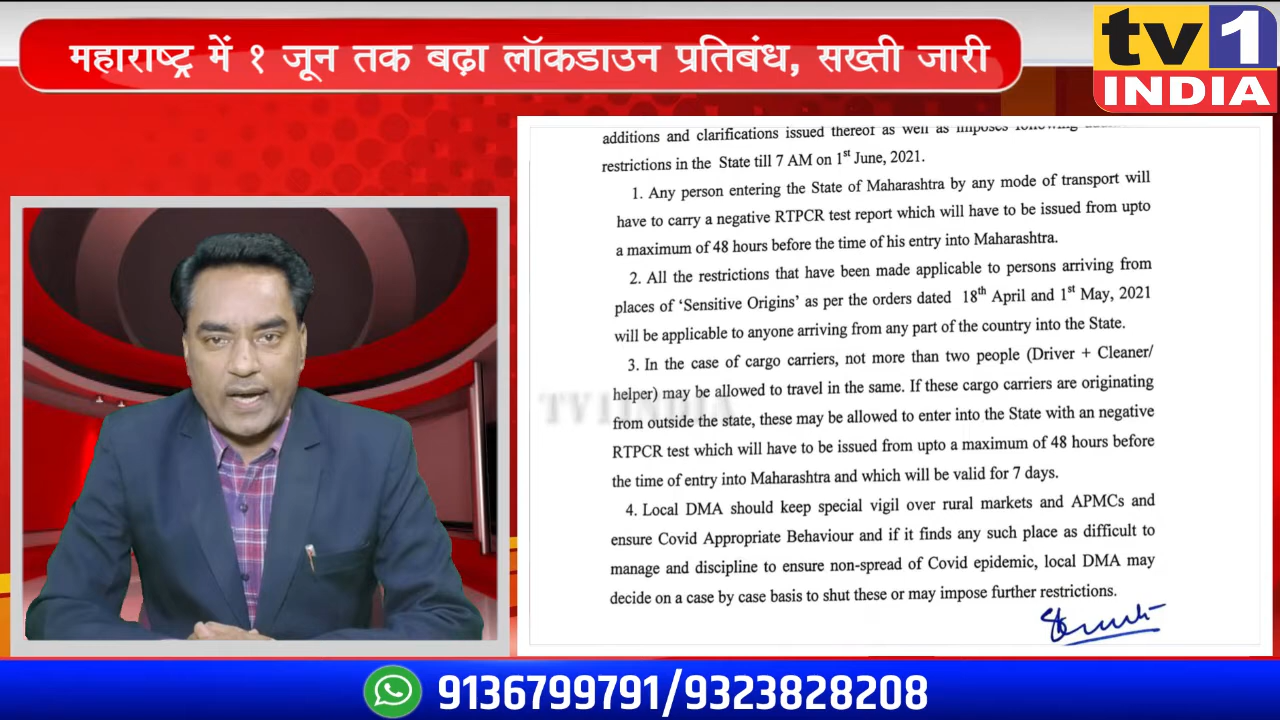 महाराष्ट्र में १ जून तक बढ़ा लॉकडाउन प्रतिबंध, सख्ती जारी
tv1
INDIA
additions and clarifications issued thereof as well as imposes following
restrictions in the State till 7 AM on 1st June, 2021.
1. Any person entering the State of Maharashtra by any mode of transport will
have to carry a negative RTPCR test report which will have to be issued from upto
a maximum of 48 hours before the time of his entry into Maharashtra.
2. All the restrictions that have been made applicable to persons arriving from
places of ‘Sensitive Origins’ as per the orders dated 18th April and 1st May, 2021
will be applicable to anyone arriving from any part of the country into the State.
3. In the case of cargo carriers, not more than two people (Driver + Cleaner/
helper) may be allowed to travel in the same. If these cargo carriers are originating
from outside the state, these may be allowed to enter into the State with an negative
RTPCR test which will have to be issued from upto a maximum of 48 hours before
the time of entry into Maharashtra and which will be valid for 7 days.
4. Local DMA should keep special vigil over rural markets and APMCs and
ensure Covid Appropriate Behaviour and if it finds any such place as difficult to
manage and discipline to ensure non-spread of Covid epidemic, local DMA may
decide on a case by case basis to shut these or may impose further restrictions.
TV1 INDIA
9136799791/9323828208